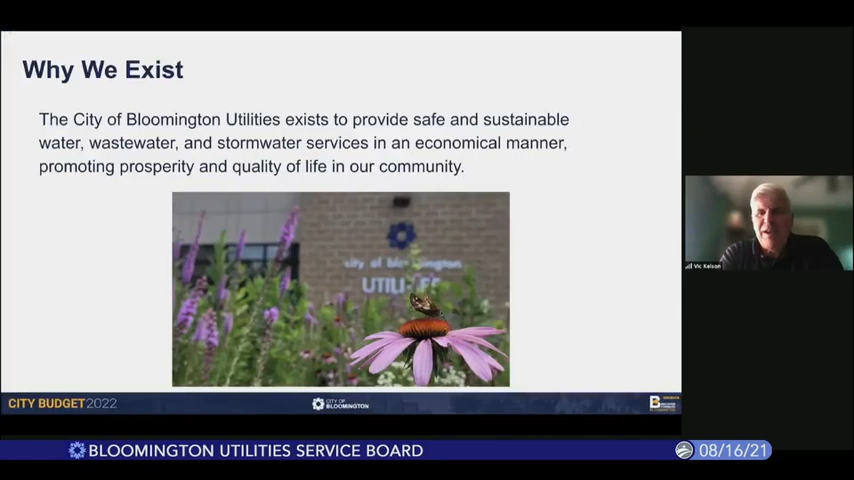 Why We Exist
The City of Bloomington Utilities exists to provide safe and sustainable
water, wastewater, and stormwater services in an economical manner,
promoting prosperity and quality of life in our community.
city of bloomington
UTILITIES
Vic Kelson
CITY BUDGET2022
CITY OF
BLOOMINGTON
B
BLOOMINGTON UTILITIES SERVICE BOARD
08/16/21